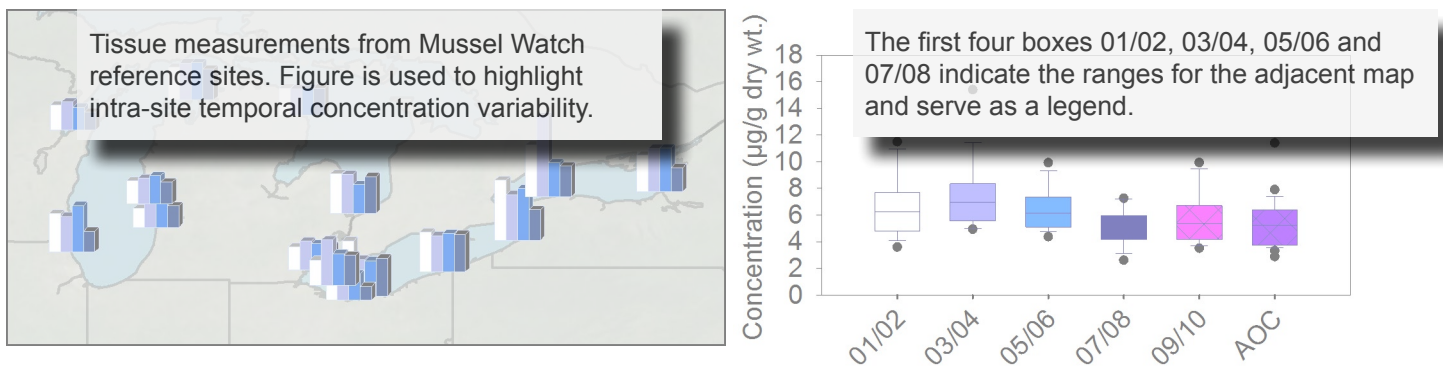 Tissue measurements from Mussel Watch
reference sites. Figure is used to highlight
intra-site temporal concentration variability.
Concentration (µg/g dry wt.)
18
16
14
12
10
8
6
4
2
0
The first four boxes 01/02, 03/04, 05/06 and
07/08 indicate the ranges for the adjacent map
and serve as a legend.
01/02
03/04
05/06
07/08
09/10
AOC